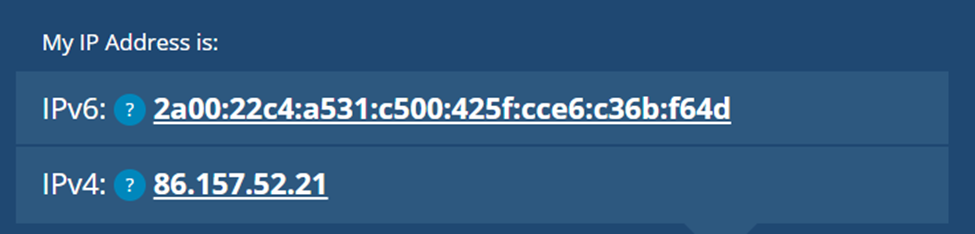 My IP Address is:
IPv6: ? 2a00:22c4:a531:c500:425f:cce6:c36b:f64d
IPv4: ? 86.157.52.21